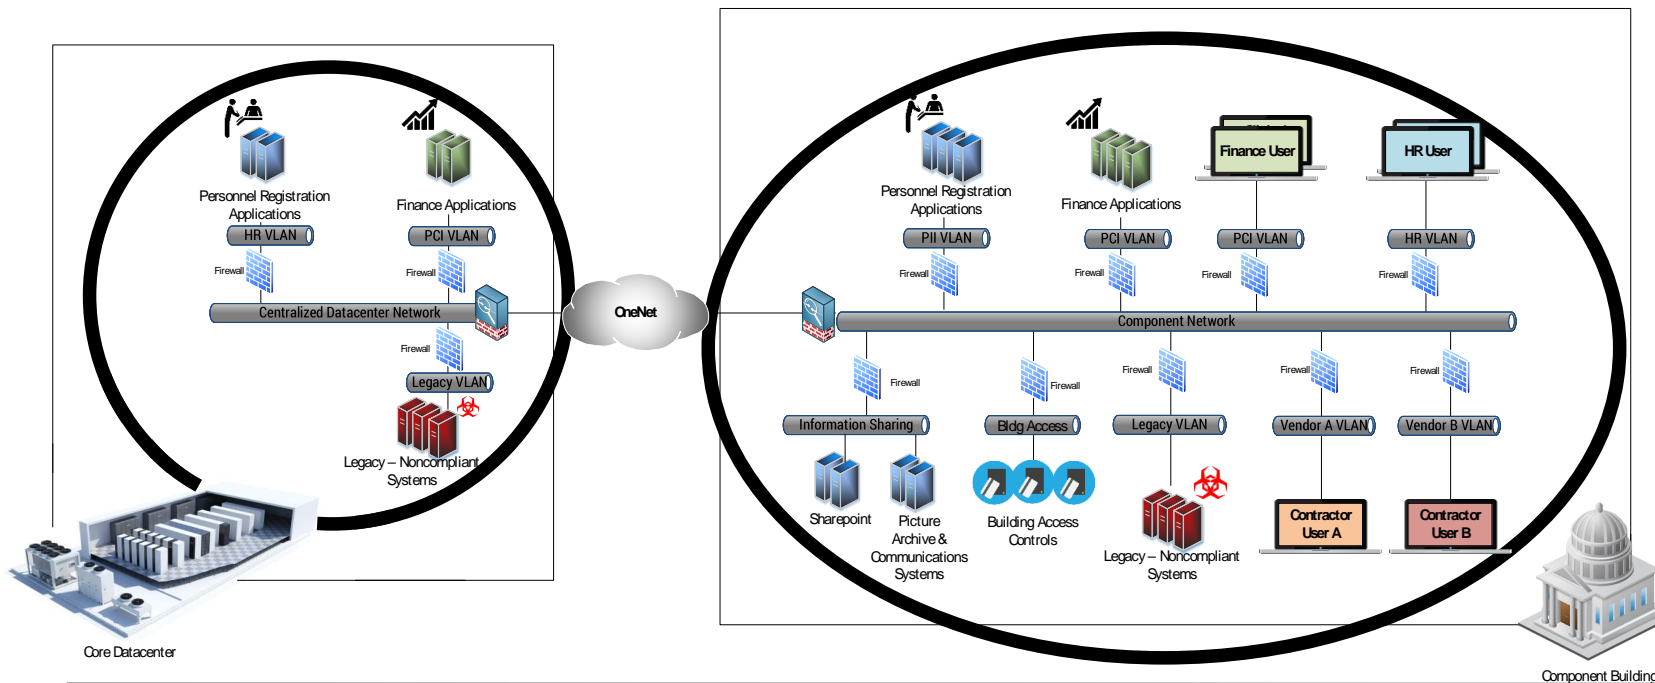 Personnel Registration
Applications
HR VLAN
Firewall
Finance Applications
PCI VLAN
Firewall
Centralized Datacenter Network
Firewall
Legacy VLAN
Legacy – Noncompliant
Systems
Core Datacenter
OneNet
Personnel Registration
Applications
PII VLAN
Firewall
Finance Applications
PCI VLAN
Firewall
Finance User
PCI VLAN
Firewall
HR User
HR VLAN
Firewall
Component Network
Firewall
Information Sharing
Sharepoint
Picture
Archive &
Communications
Systems
Firewall
Bldg Access
Building Access
Controls
Firewall
Legacy VLAN
Legacy – Noncompliant
Systems
Firewall
Vendor A VLAN
Contractor
User A
Firewall
Vendor B VLAN
Contractor
User B
Component Building